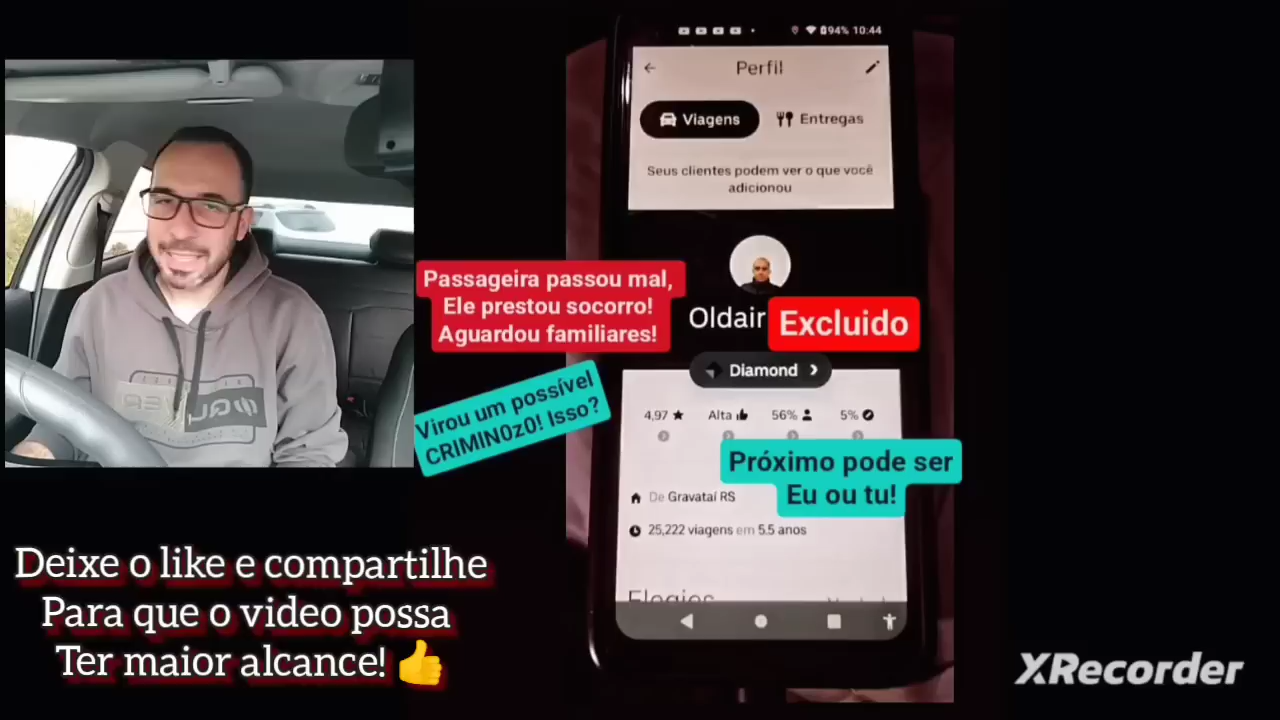 94% 10:44
Perfil
Viagens
Entregas
Seus clientes podem ver o que você
adicionou
Passageira passou mal,
Ele prestou socorro!
Aguardou familiares!
Oldair
Excluido
Diamond
Virou um possível
CRIMIN0z0! Isso?
4,97 Alta 56% 5%
Próximo pode ser
Eu ou tu!
De Gravataí RS
25,222 viagens em 5.5 anos
Elogios
Deixe o like e compartilhe
Para que o video possa
Ter maior alcance!
XRecorder